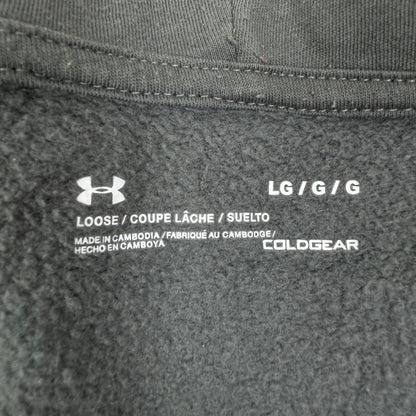 LG / G / G
LOOSE / COUPE LÂCHE / SUELTO
MADE IN CAMBODIA / FABRIQUÉ AU CAMBODGE /
HECHO EN CAMBOYA
COLDGEAR